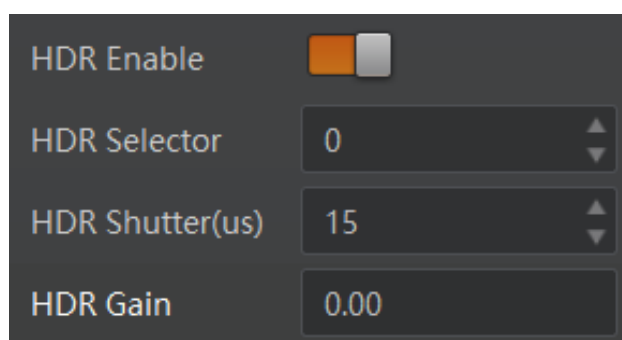 HDR Enable
HDR Selector 0
HDR Shutter(us) 15
HDR Gain 0.00